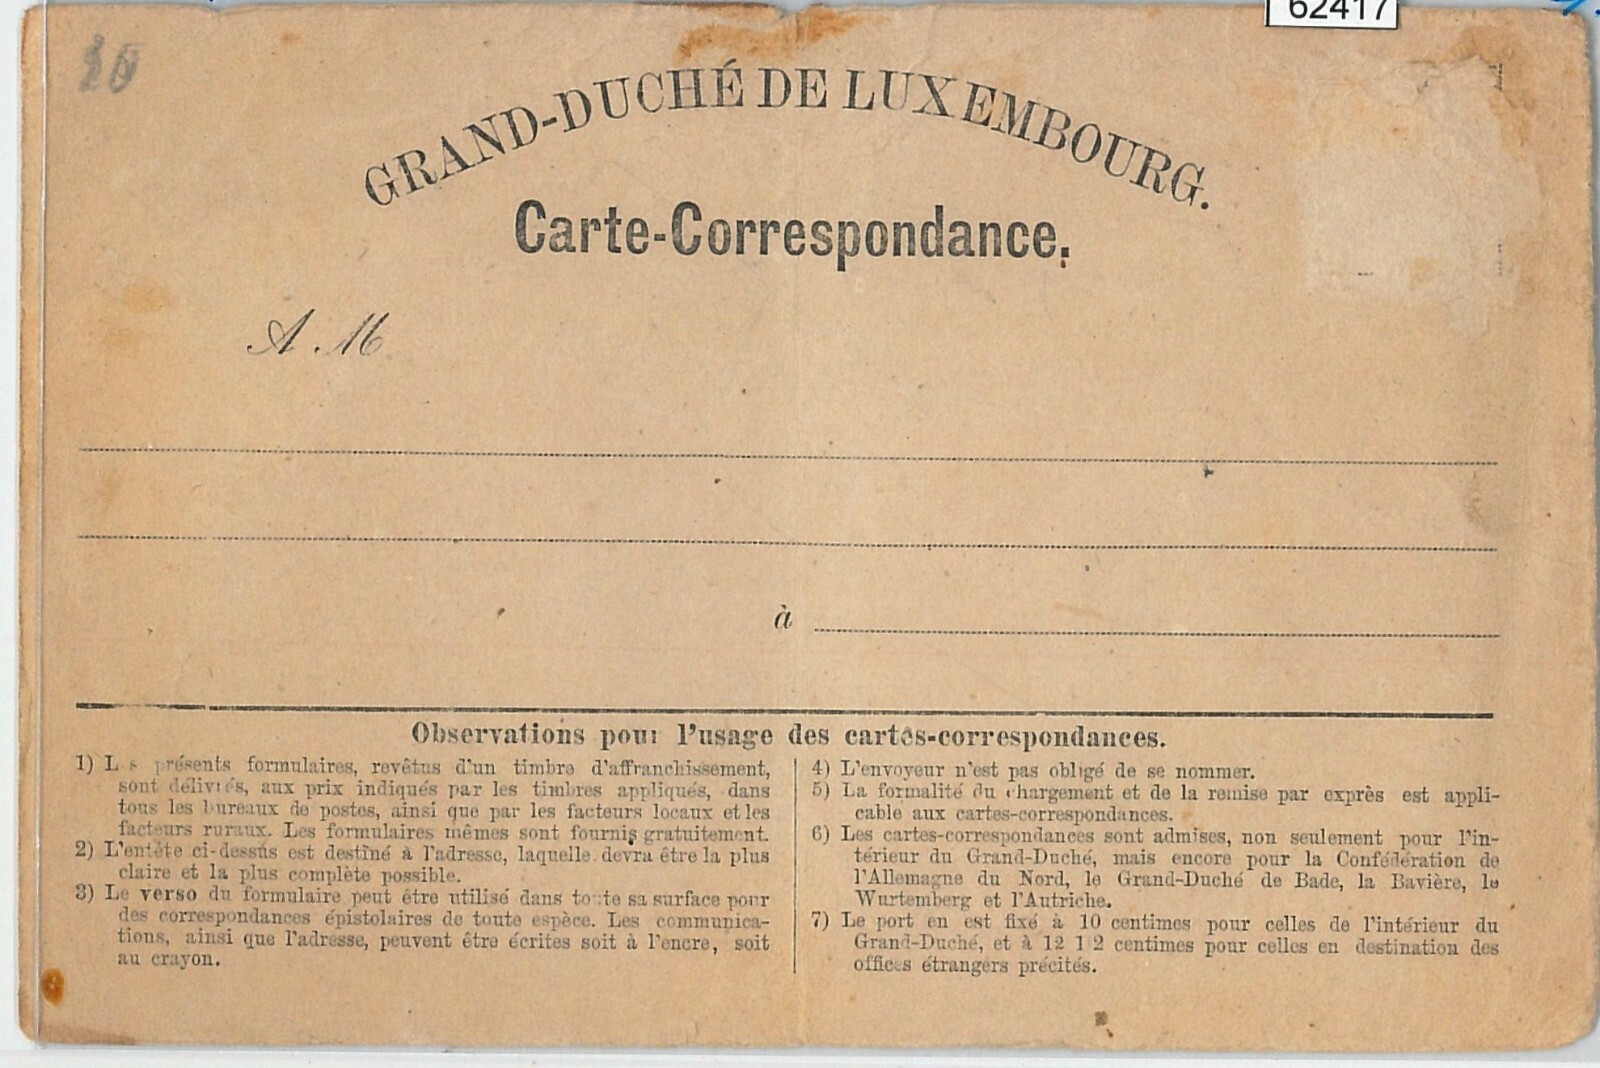 62417
GRAND-DUCHÉ DE LUXEMBOURG.
Carte-Correspondance.
A M
à
Observations pour l'usage des cartes-correspondances.
1) L s présents formulaires, revêtus d'un timbre d'affranchissement,
sont délivrés, aux prix indiqués par les timbres appliqués, dans
tous les bureaux de postes, ainsi que par les facteurs locaux et les
facteurs ruraux. Les formulaires mêmes sont fournis gratuitement.
2) L'entête ci-dessus est destiné à l'adresse, laquelle devra être la plus
claire et la plus complète possible.
3) Le verso du formulaire peut être utilisé dans toute sa surface pour
des correspondances épistolaires de toute espèce. Les communica-
tions, ainsi que l'adresse, peuvent être écrites soit à l'encre, soit
au crayon.
4) L'envoyeur n'est pas obligé de se nommer.
5) La formalité du chargement et de la remise par exprès est appli-
cable aux cartes-correspondances.
6) Les cartes-correspondances sont admises, non seulement pour l'in-
térieur du Grand-Duché, mais encore pour la Confédération de
l'Allemagne du Nord, le Grand-Duché de Bade, la Bavière, le
Wurtemberg et l'Autriche.
7) Le port en est fixé à 10 centimes pour celles de l'intérieur du
Grand-Duché, et à 12 1 2 centimes pour celles en destination des
offices étrangers précités.